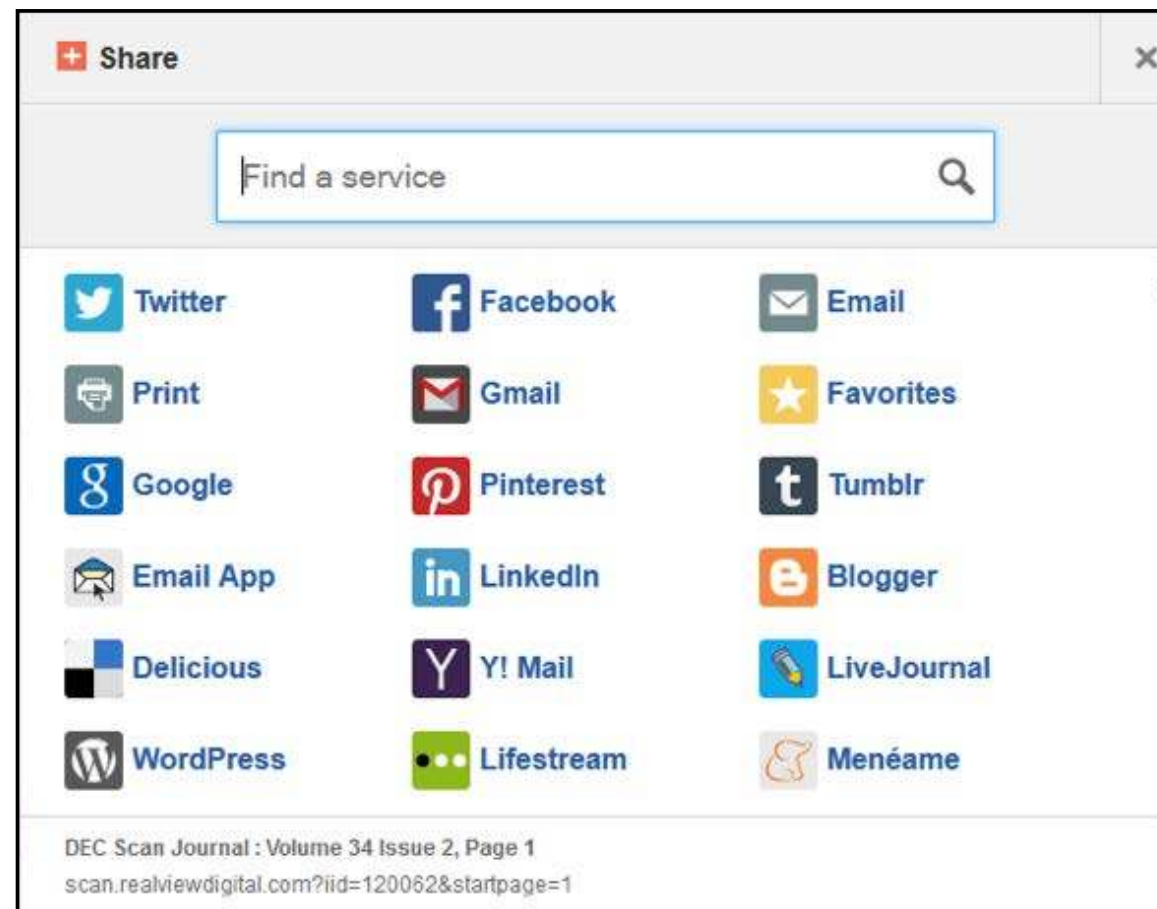 Share
Find a service
Twitter Facebook Email
Print Gmail Favorites
Google Pinterest Tumblr
Email App LinkedIn Blogger
Delicious Y! Mail LiveJournal
WordPress Lifestream Menéame
DEC Scan Journal : Volume 34 Issue 2, Page 1
scan.realviewdigital.com?iid=120062&startpage=1